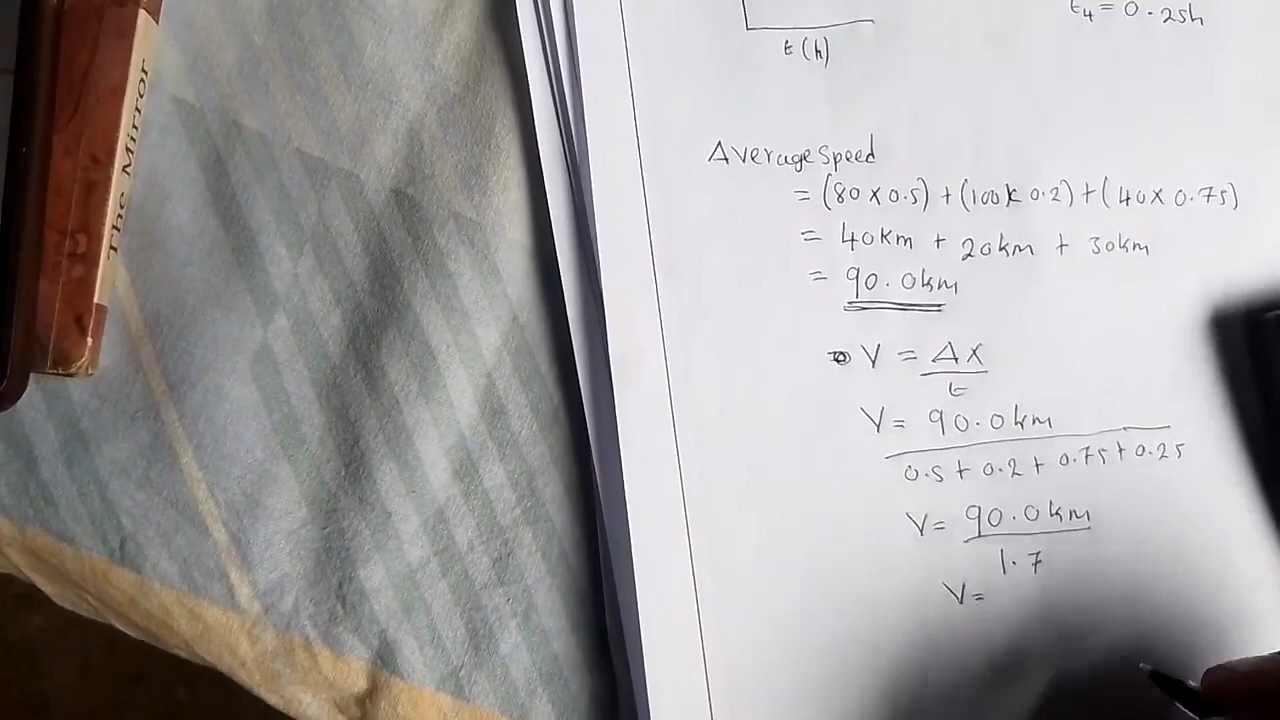 The Mirror
t₄ = 0.25h
t(h)
Average speed
= (80 x 0.5) + (100 x 0.2) + (40 x 0.75)
= 40km + 20km + 30km
= 90.0km
V = ΔX
t
V = 90.0km
0.5 + 0.2 + 0.75 + 0.25
V = 90.0km
1.7
V =